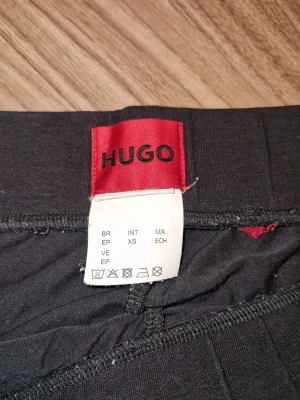 HUGO
BR INT MX
EP XS ECH
VE
EP